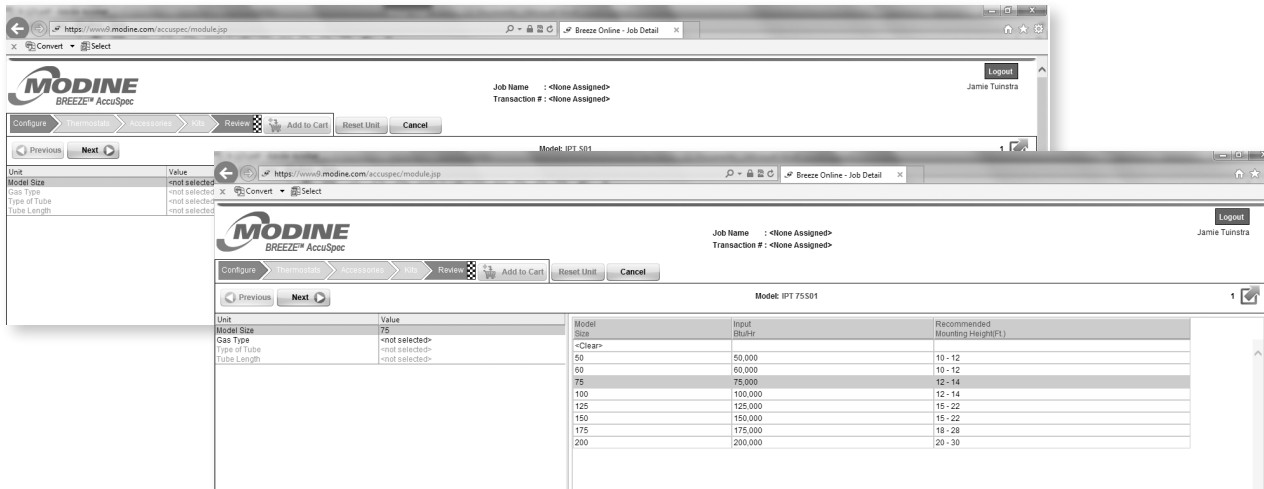 https://www9.modine.com/accuspec/module.jsp
Breeze Online - Job Detail
x Convert Select
MODINE
BREEZE™ AccuSpec
Job Name : <None Assigned>
Transaction # : <None Assigned>
Logout
Jamie Tuinstra
Configure Thermostats Accessories Kits Review Add to Cart Reset Unit Cancel
Previous Next Model: IPT S01 1
Unit Value
Model Size <not selected
Gas Type <not selected
Type of Tube <not selected
Tube Length <not selected
https://www9.modine.com/accuspec/module.jsp
Breeze Online - Job Detail
x Convert Select
MODINE
BREEZE™ AccuSpec
Job Name : <None Assigned>
Transaction # : <None Assigned>
Logout
Jamie Tuinstra
Configure Thermostats Accessories Kits Review Add to Cart Reset Unit Cancel
Previous Next Model: IPT 75S01 1
Unit Value
Model Size 75
Gas Type <not selected>
Type of Tube <not selected>
Tube Length <not selected>
Model Size Input Btu/Hr Recommended Mounting Height(Ft.)
<Clear>
50 50,000 10 - 12
60 60,000 10 - 12
75 75,000 12 - 14
100 100,000 12 - 14
125 125,000 15 - 22
150 150,000 15 - 22
175 175,000 18 - 28
200 200,000 20 - 30